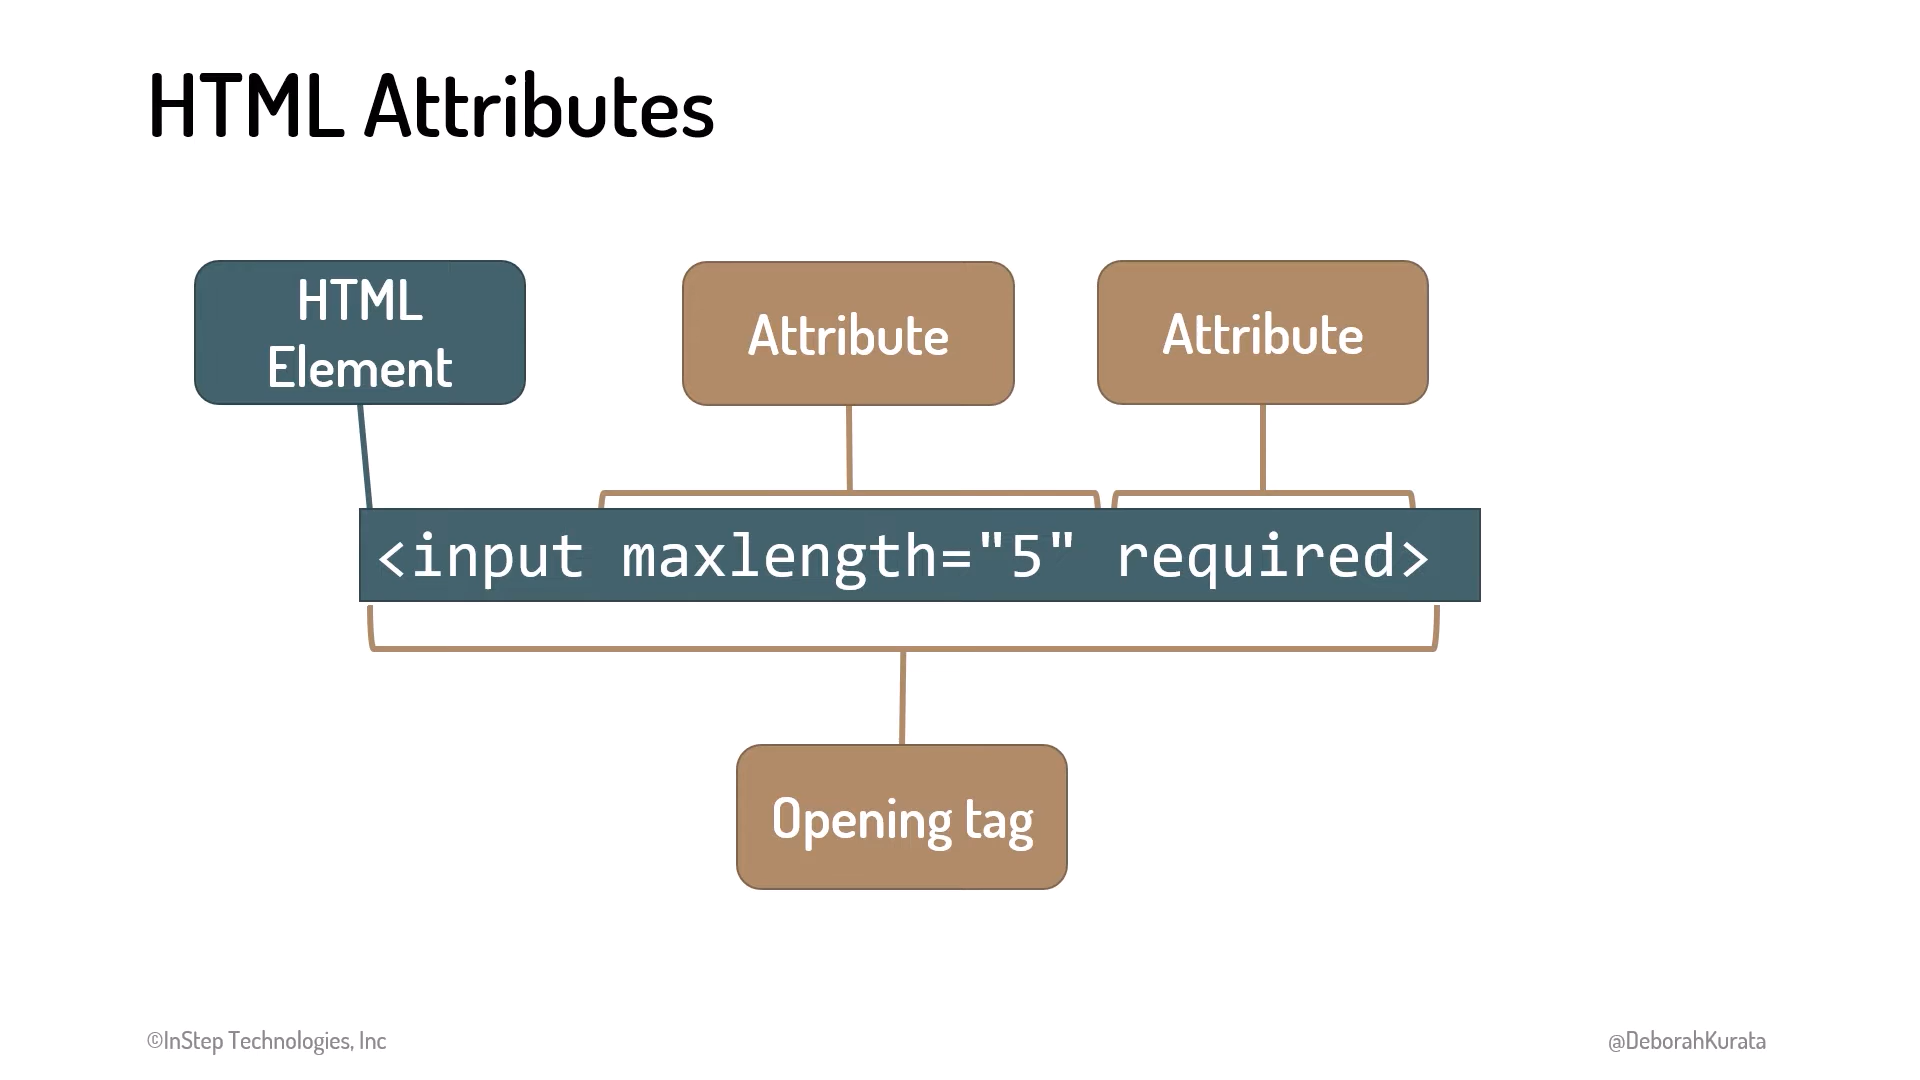 HTML Attributes
HTML
Element
Attribute
Attribute
<input maxlength="5" required>
Opening tag
©InStep Technologies, Inc
@DeborahKurata